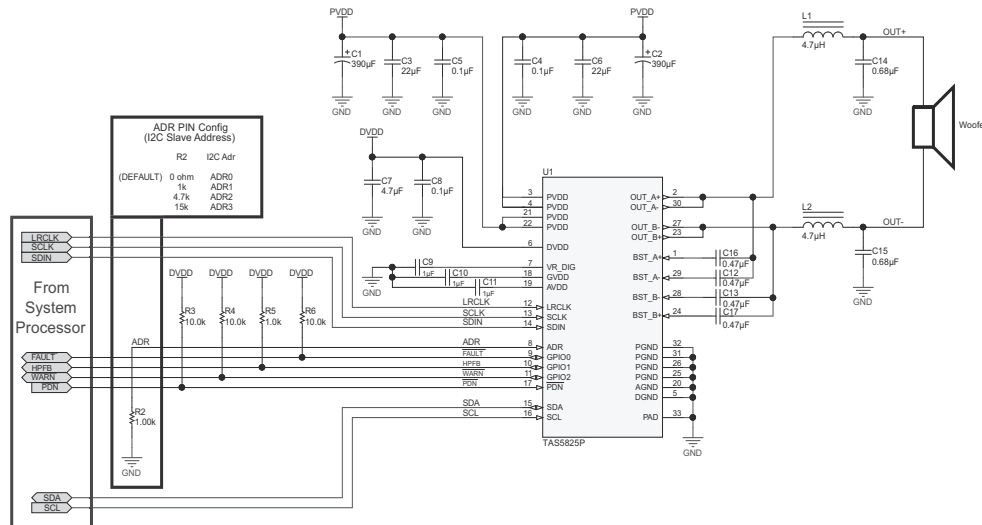 PVDD
PVDD
C1
390µF
C3
22µF
C5
0.1µF
C4
0.1µF
C6
22µF
C2
390µF
GND
GND
GND
GND
GND
GND
L1
4.7µH
OUT+
C14
0.68µF
GND
Woofe
ADR PIN Config
(I2C Slave Address)
R2 I2C Adr
(DEFAULT) 0 ohm ADR0
1k ADR1
4.7k ADR2
15k ADR3
DVDD
C7
4.7µF
C8
0.1µF
GND
GND
U1
3 PVDD
4 PVDD
21 PVDD
22 PVDD
6 DVDD
7 VR_DIG
18 GVDD
19 AVDD
12 LRCLK
13 SCLK
14 SDIN
8 ADR
9 GPIO0
10 GPIO1
11 GPIO2
17 PDN
15 SDA
16 SCL
OUT_A+ 2
OUT_A- 30
OUT_B- 27
OUT_B+ 23
BST_A+ 1
BST_A- 29
BST_B- 28
BST_B+ 24
PGND 32
PGND 31
PGND 26
PGND 25
AGND 20
DGND 5
PAD 33
TAS5825P
GND
L2
4.7µH
OUT-
C15
0.68µF
GND
C16
0.47µF
C12
0.47µF
C13
0.47µF
C17
0.47µF
C9
1µF
C10
1µF
C11
1µF
GND
LRCLK
SCLK
SDIN
LRCLK
SCLK
SDIN
From
System
Processor
DVDD
DVDD
DVDD
DVDD
R3
10.0k
R4
10.0k
R5
1.0k
R6
10.0k
ADR
ADR
FAULT
HPFB
WARN
PDN
FAULT
HPFB
WARN
PDN
R2
1.00k
GND
SDA
SCL
SDA
SCL